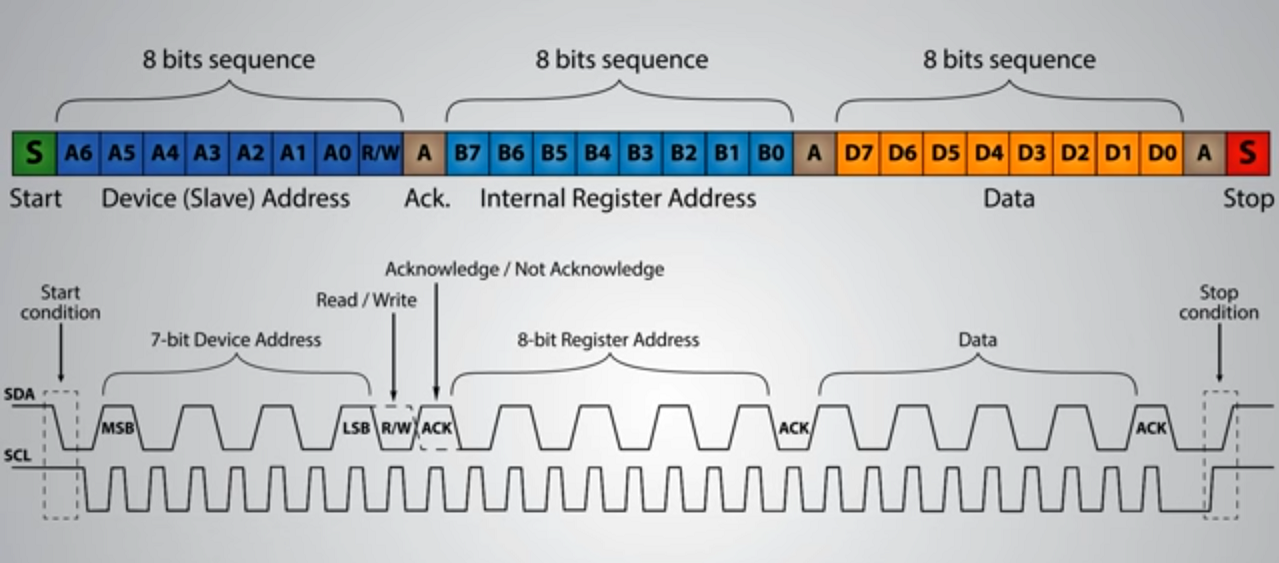 8 bits sequence 8 bits sequence 8 bits sequence
S A6 A5 A4 A3 A2 A1 A0 R/W A B7 B6 B5 B4 B3 B2 B1 B0 A D7 D6 D5 D4 D3 D2 D1 D0 A S
Start Device (Slave) Address Ack. Internal Register Address Data Stop
Acknowledge / Not Acknowledge
Start
condition
Read / Write
Stop
condition
7-bit Device Address 8-bit Register Address Data
SDA
MSB LSB R/W ACK ACK ACK
SCL